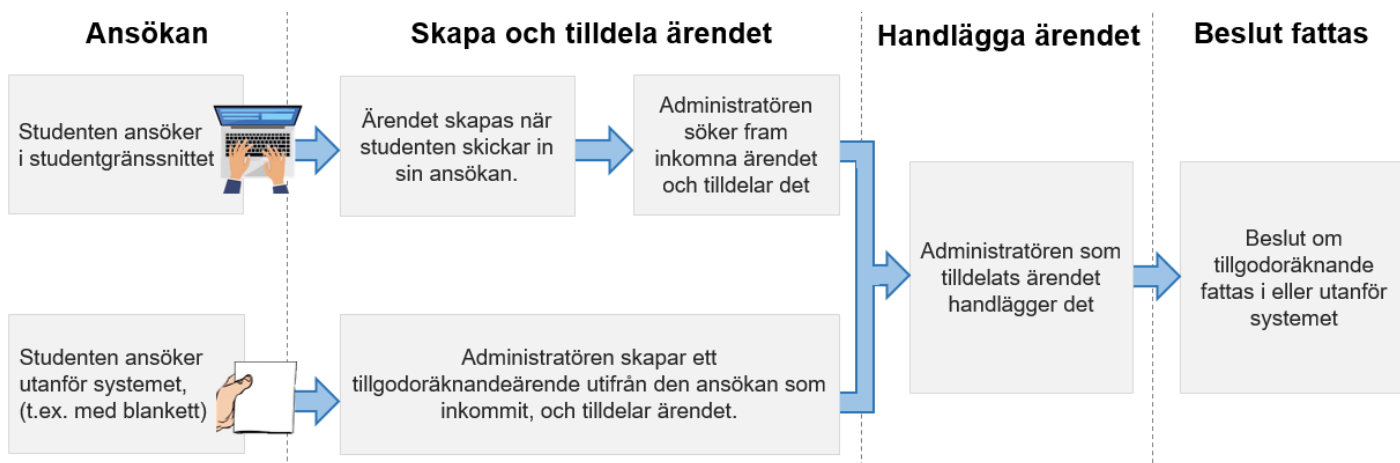 Ansökan
Skapa och tilldela ärendet
Handlägga ärendet
Beslut fattas
Studenten ansöker
i studentgränssnittet
Ärendet skapas när
studenten skickar in
sin ansökan.
Administratören
söker fram
inkomna ärendet
och tilldelar det
Administratören som
tilldelats ärendet
handlägger det
Beslut om
tillgodoräknande
fattas i eller utanför
systemet
Studenten ansöker
utanför systemet,
(t.ex. med blankett)
Administratören skapar ett
tillgodoräknandeärende utifrån den ansökan som
inkommit, och tilldelar ärendet.